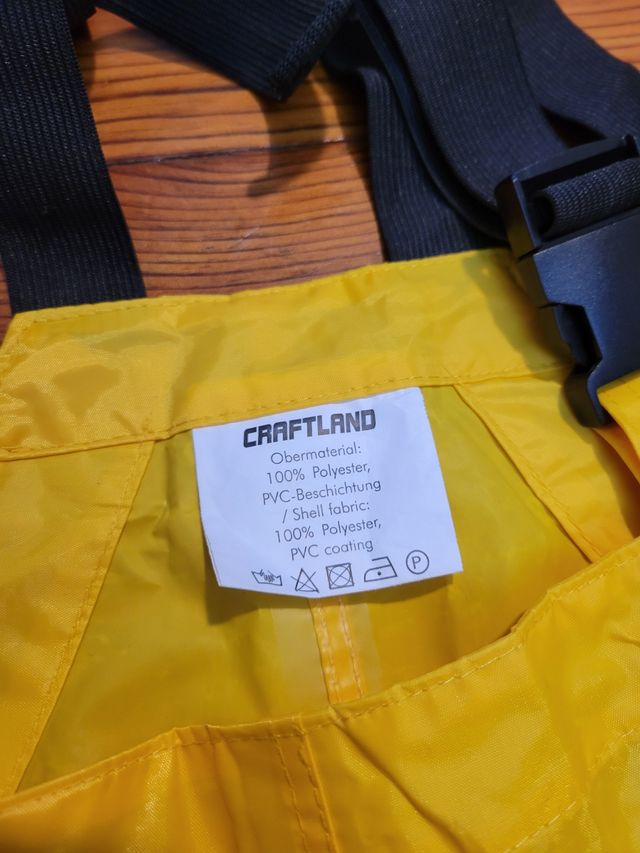 CRAFTLAND
Obermaterial:
100% Polyester,
PVC-Beschichtung
/ Shell fabric:
100% Polyester,
PVC coating
P